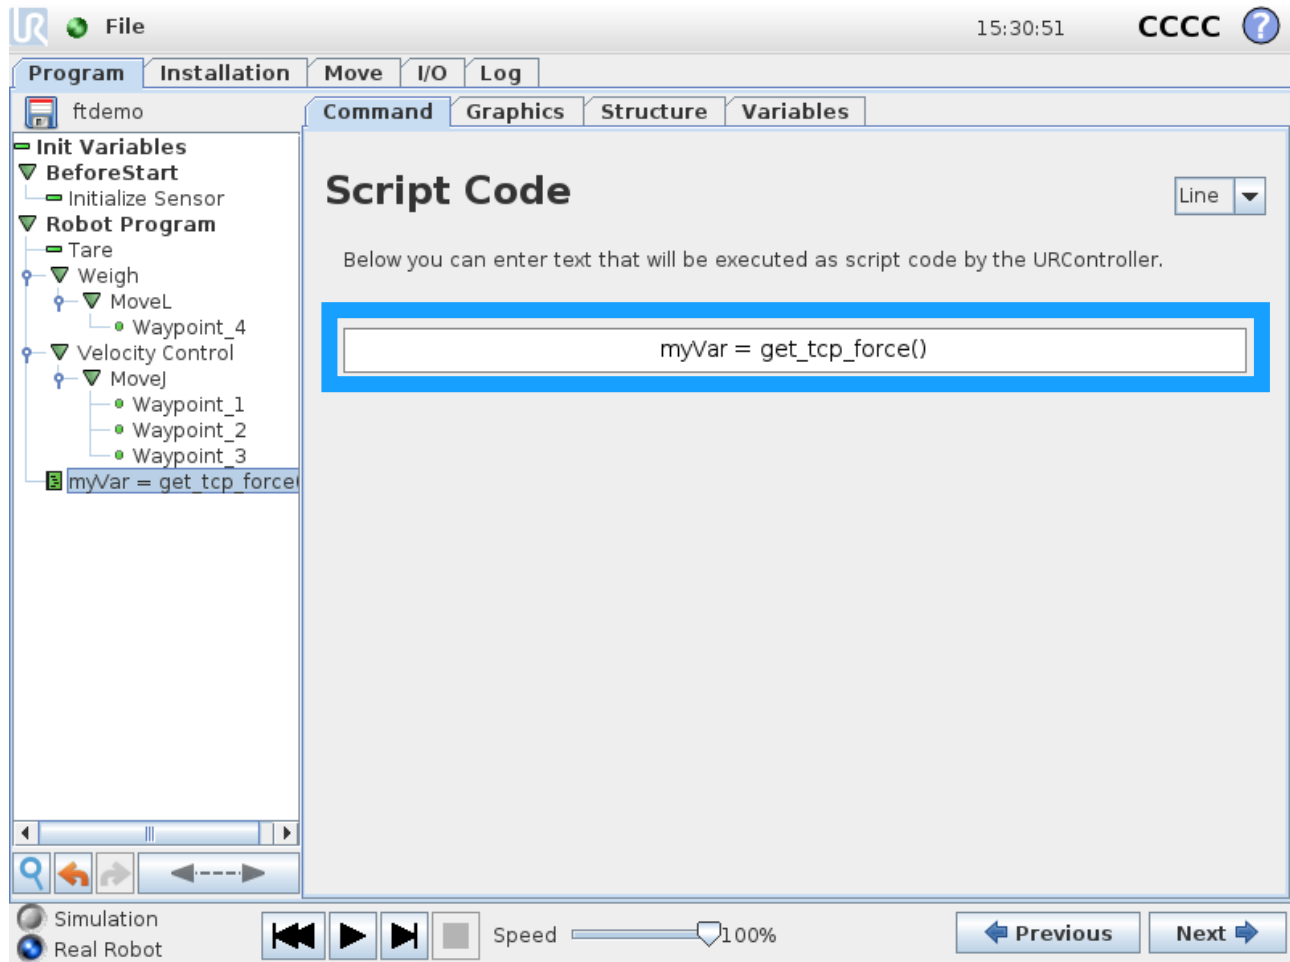 UR File 15:30:51 CCCC ?
Program Installation Move I/O Log
ftdemo
Command Graphics Structure Variables
Init Variables
BeforeStart
Initialize Sensor
Robot Program
Tare
Weigh
MoveL
Waypoint_4
Velocity Control
MoveJ
Waypoint_1
Waypoint_2
Waypoint_3
myVar = get_tcp_force(
Script Code
Line
Below you can enter text that will be executed as script code by the URController.
myVar = get_tcp_force()
Simulation
Real Robot
Speed 100%
Previous Next